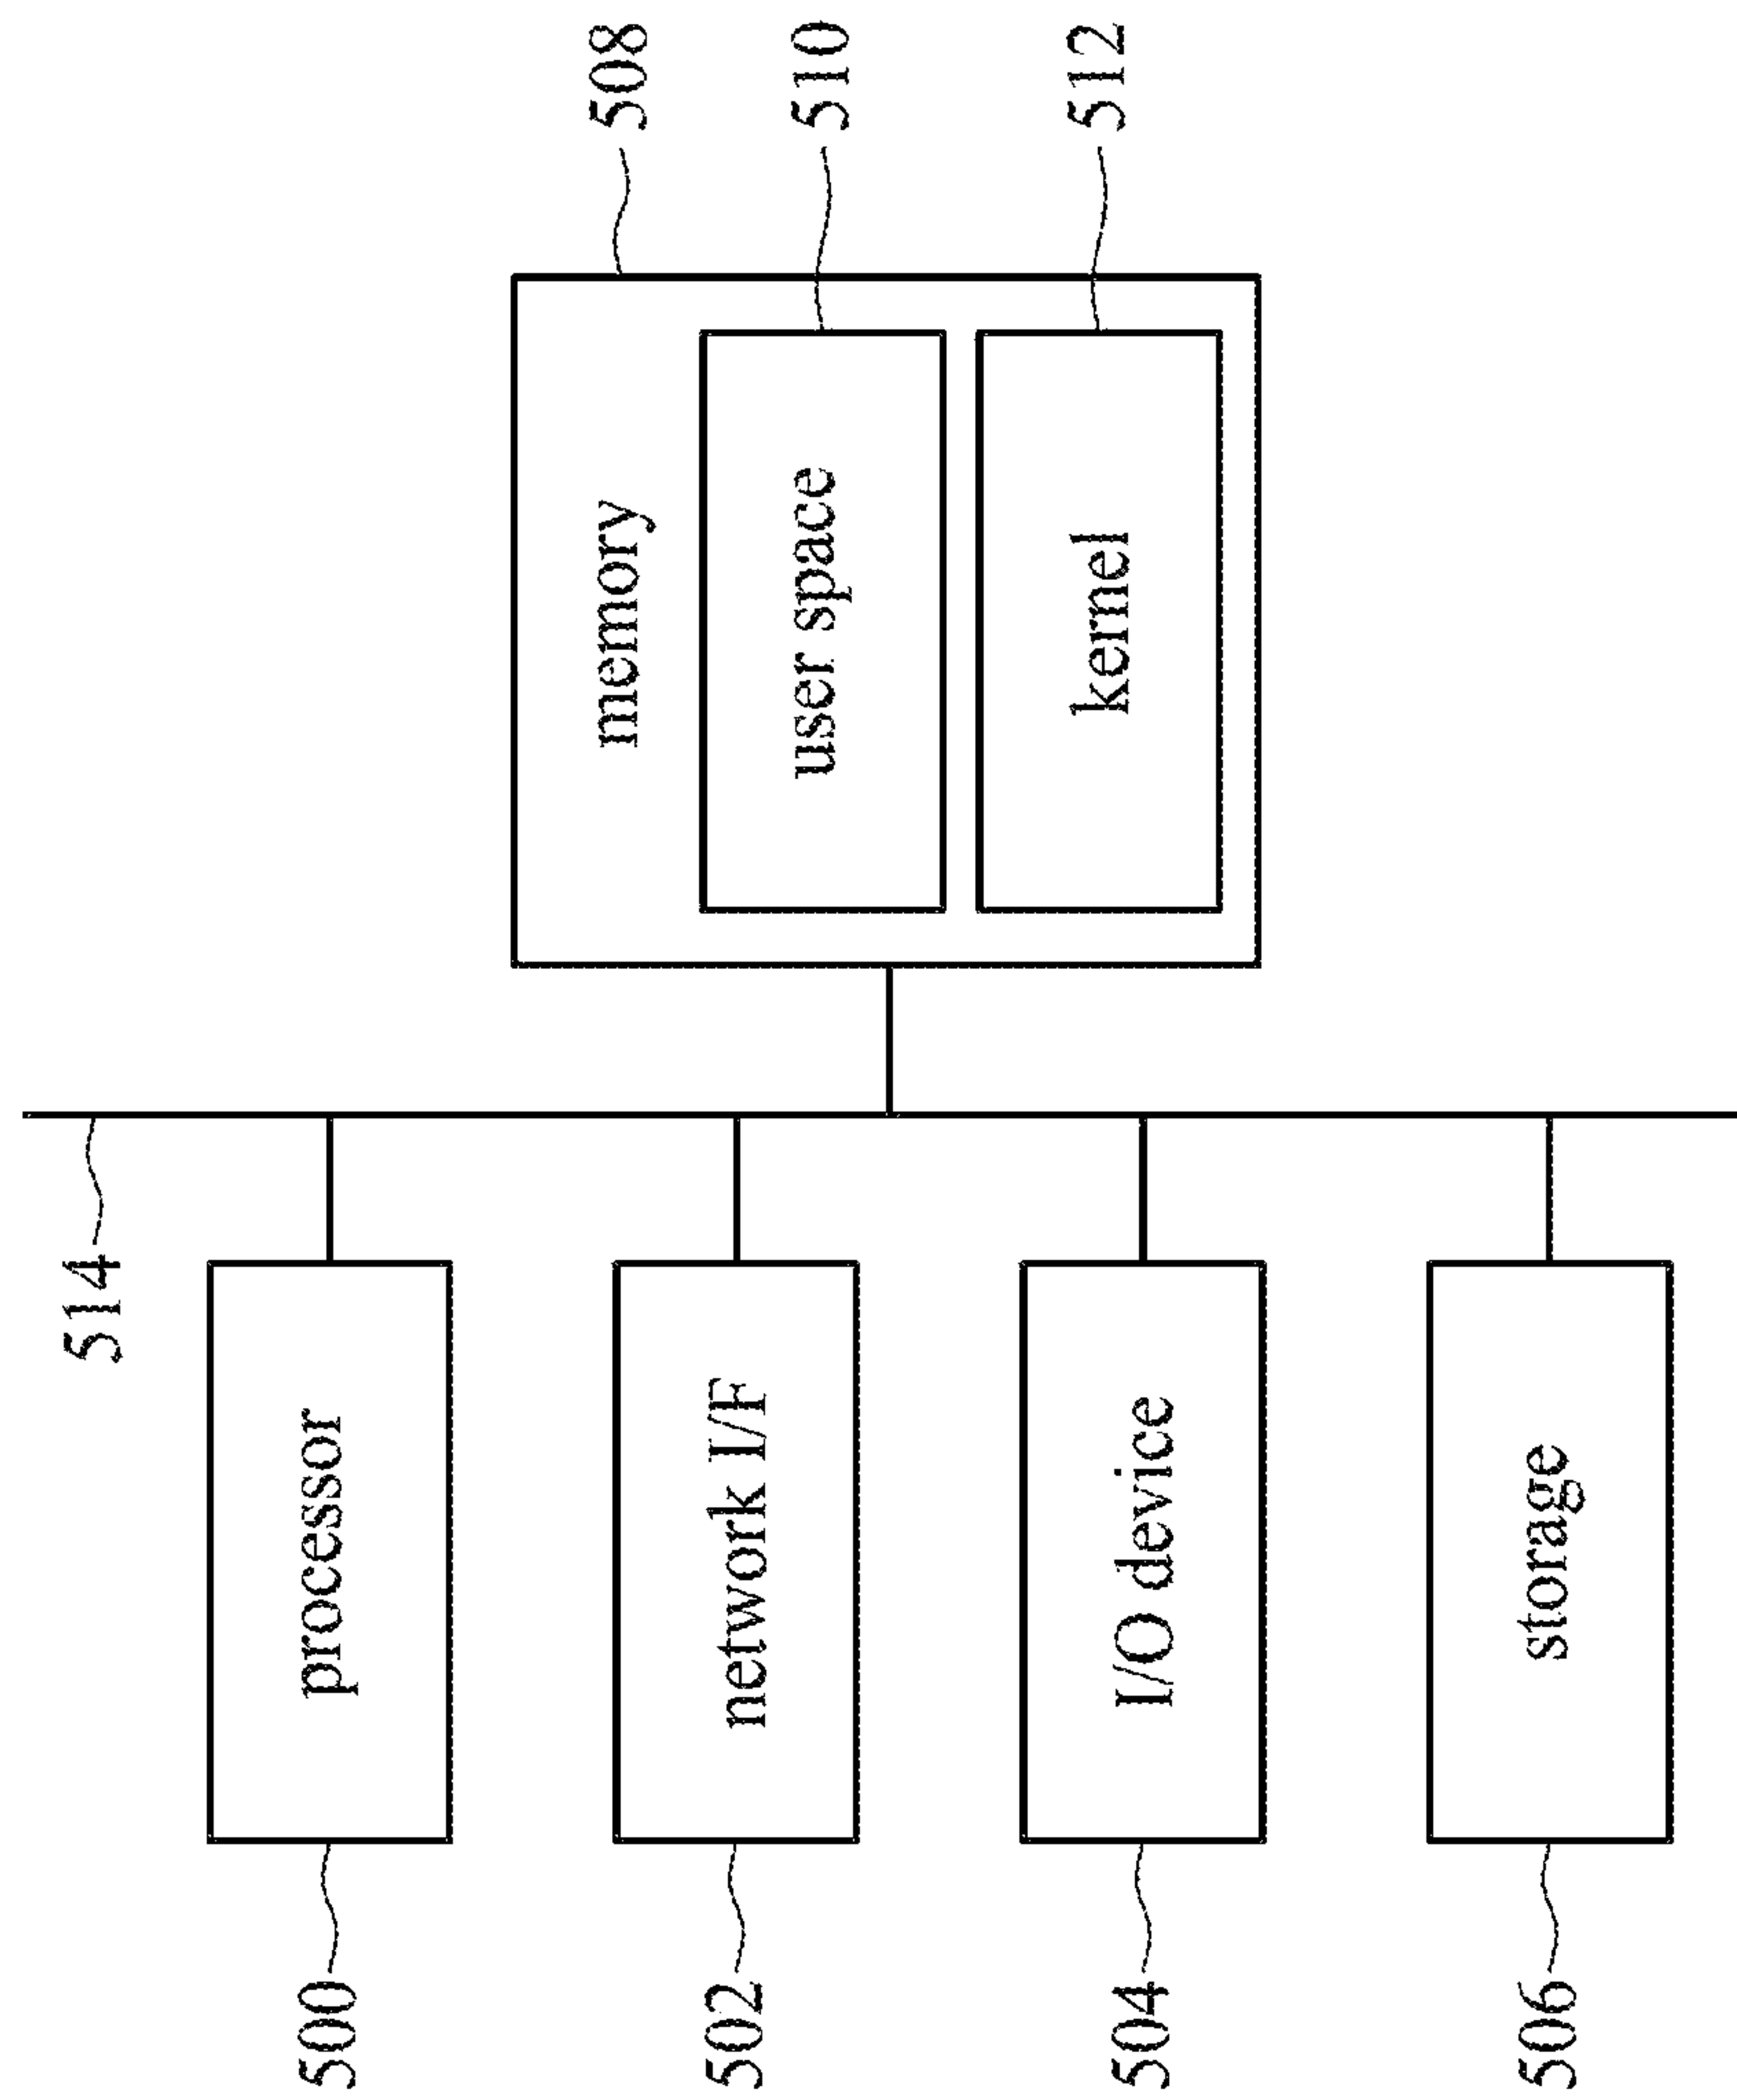 514
500 processor
memory 508
502 network I/F
user space 510
kernel 512
504 I/O device
506 storage